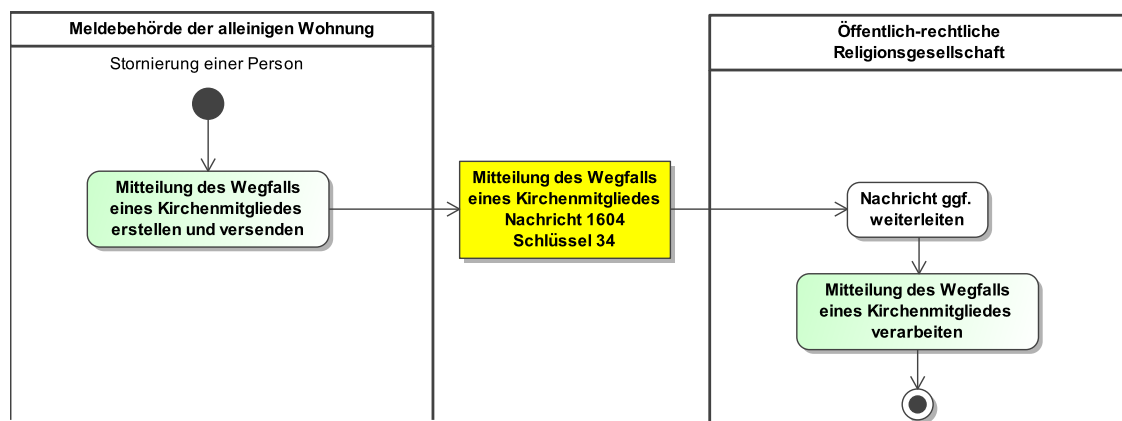 Meldebehörde der alleinigen Wohnung
Stornierung einer Person
Mitteilung des Wegfalls
eines Kirchenmitgliedes
erstellen und versenden
Mitteilung des Wegfalls
eines Kirchenmitgliedes
Nachricht 1604
Schlüssel 34
Öffentlich-rechtliche
Religionsgesellschaft
Nachricht ggf.
weiterleiten
Mitteilung des Wegfalls
eines Kirchenmitgliedes
verarbeiten